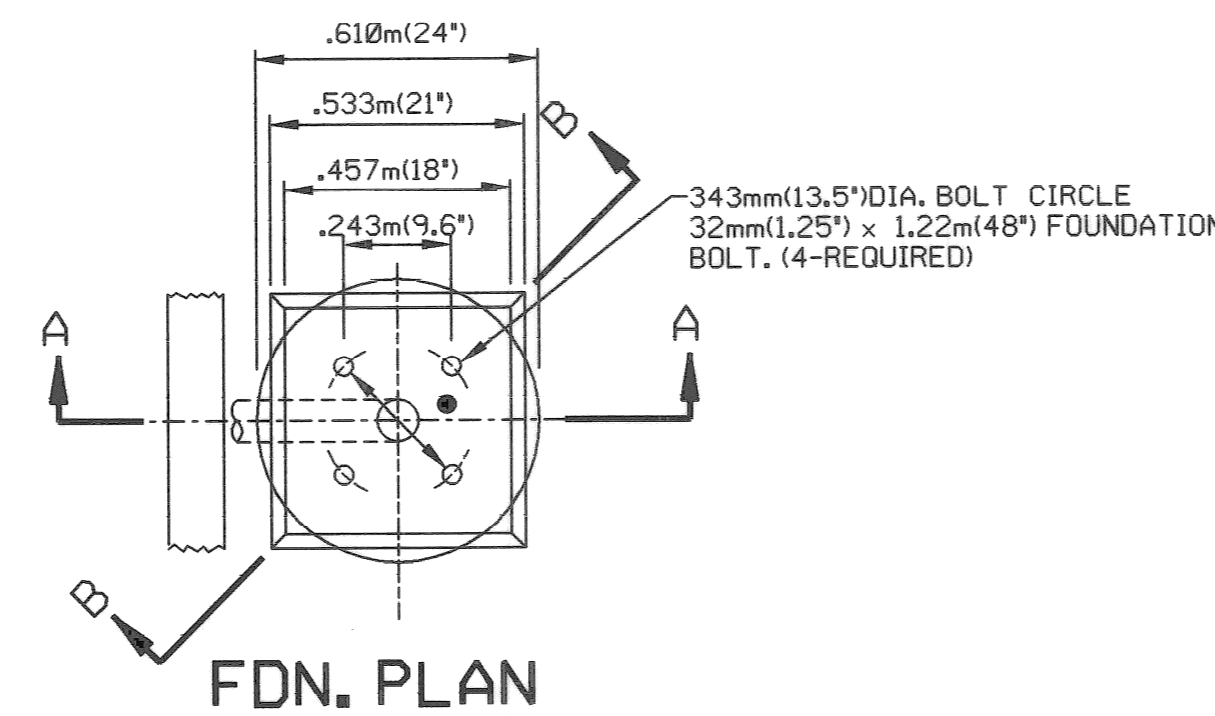 .610m(24")
.533m(21")
.457m(18")
.243m(9.6")
B
343mm(13.5")DIA. BOLT CIRCLE
32mm(1.25") x 1.22m(48") FOUNDATION
BOLT. (4-REQUIRED)
A
A
B
FDN. PLAN